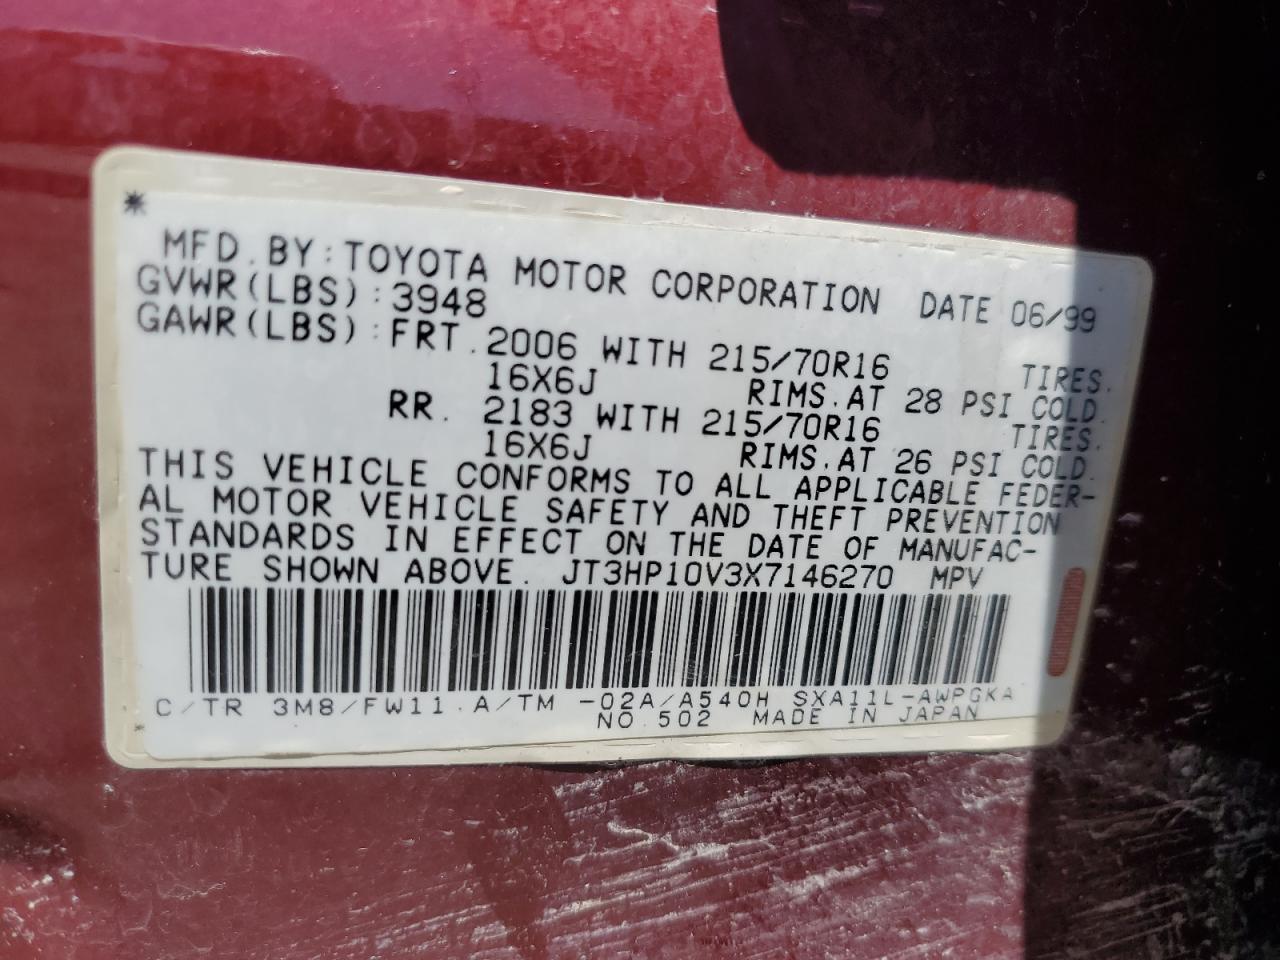 *
MFD.BY:TOYOTA MOTOR CORPORATION DATE 06/99
GVWR(LBS):3948
GAWR(LBS):FRT.2006 WITH 215/70R16 TIRES.
16X6J RIMS.AT 28 PSI COLD.
RR. 2183 WITH 215/70R16 TIRES.
16X6J RIMS.AT 26 PSI COLD.
THIS VEHICLE CONFORMS TO ALL APPLICABLE FEDER-
AL MOTOR VEHICLE SAFETY AND THEFT PREVENTION
STANDARDS IN EFFECT ON THE DATE OF MANUFAC-
TURE SHOWN ABOVE. JT3HP10V3X7146270 MPV
C/TR 3M8/FW11.A/TM -02A/A540H SXA11L-AWPGKA
NO.502 MADE IN JAPAN